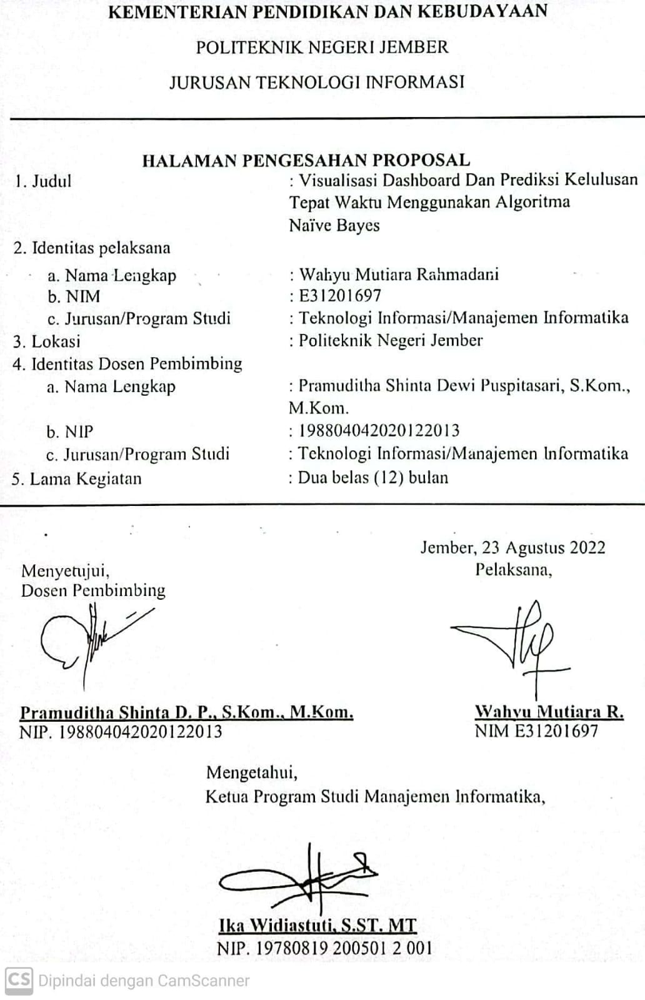 KEMENTERIAN PENDIDIKAN DAN KEBUDAYAAN
POLITEKNIK NEGERI JEMBER
JURUSAN TEKNOLOGI INFORMASI
HALAMAN PENGESAHAN PROPOSAL
1. Judul : Visualisasi Dashboard Dan Prediksi Kelulusan
Tepat Waktu Menggunakan Algoritma
Naïve Bayes
2. Identitas pelaksana
a. Nama Lengkap : Wahyu Mutiara Rahmadani
b. NIM : E31201697
c. Jurusan/Program Studi : Teknologi Informasi/Manajemen Informatika
3. Lokasi : Politeknik Negeri Jember
4. Identitas Dosen Pembimbing
a. Nama Lengkap : Pramuditha Shinta Dewi Puspitasari, S.Kom.,
M.Kom.
b. NIP : 198804042020122013
c. Jurusan/Program Studi : Teknologi Informasi/Manajemen Informatika
5. Lama Kegiatan : Dua belas (12) bulan
Jember, 23 Agustus 2022
Menyetujui, Pelaksana,
Dosen Pembimbing
Pramuditha Shinta D. P., S.Kom., M.Kom. Wahyu Mutiara R.
NIP. 198804042020122013 NIM E31201697
Mengetahui,
Ketua Program Studi Manajemen Informatika,
Ika Widiastuti, S.ST. MT
NIP. 19780819 200501 2 001
CS Dipindai dengan CamScanner